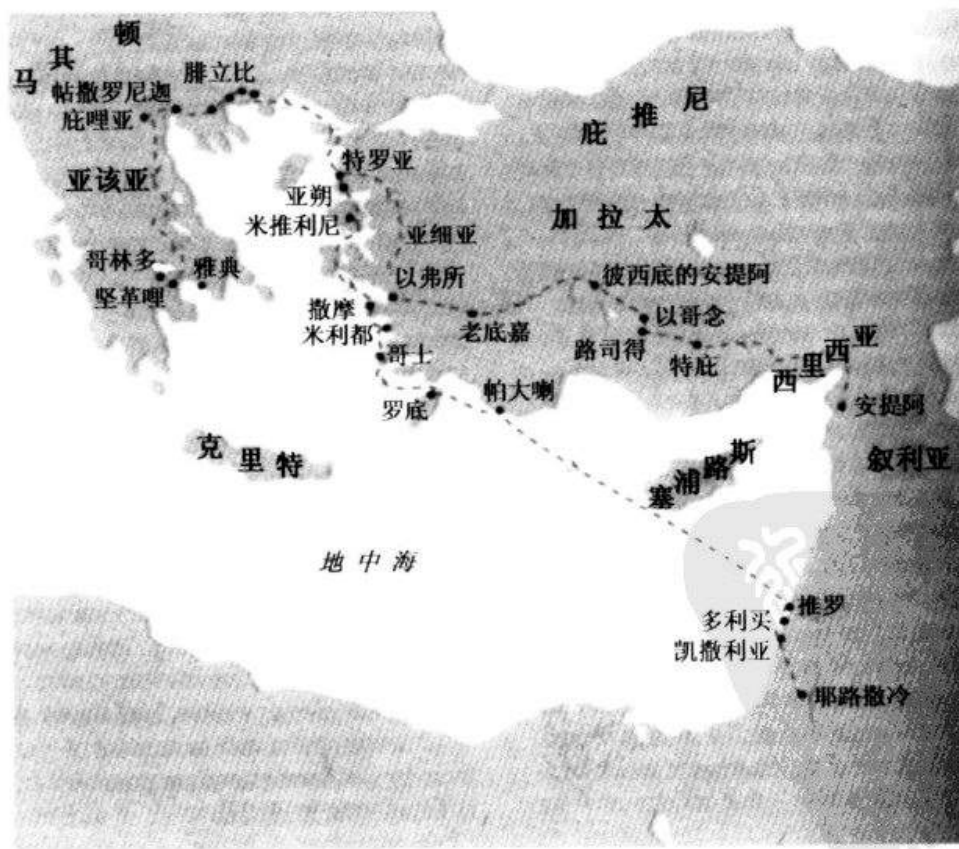 马其顿
腓立比
帖撒罗尼迦
庇哩亚
庇推尼
特罗亚
亚该亚
亚朔
米推利尼
亚细亚
加拉太
哥林多
雅典
坚革哩
以弗所
彼西底的安提阿
撒摩
米利都
老底嘉
以哥念
路司得
特庇
西里西亚
哥士
罗底
帕大喇
安提阿
克里特
塞浦路斯
叙利亚
地中海
推罗
多利买
凯撒利亚
耶路撒冷